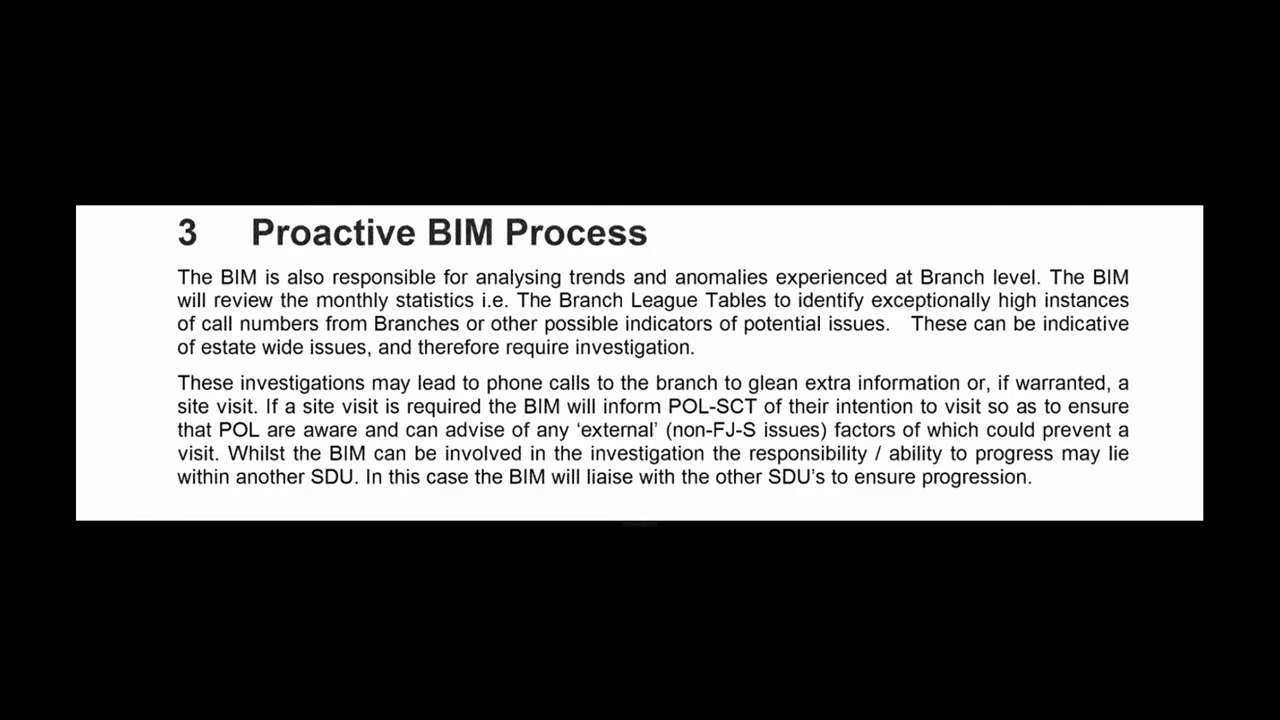 3 Proactive BIM Process
The BIM is also responsible for analysing trends and anomalies experienced at Branch level. The BIM
will review the monthly statistics i.e. The Branch League Tables to identify exceptionally high instances
of call numbers from Branches or other possible indicators of potential issues. These can be indicative
of estate wide issues, and therefore require investigation.
These investigations may lead to phone calls to the branch to glean extra information or, if warranted, a
site visit. If a site visit is required the BIM will inform POL-SCT of their intention to visit so as to ensure
that POL are aware and can advise of any ‘external’ (non-FJ-S issues) factors of which could prevent a
visit. Whilst the BIM can be involved in the investigation the responsibility / ability to progress may lie
within another SDU. In this case the BIM will liaise with the other SDU’s to ensure progression.